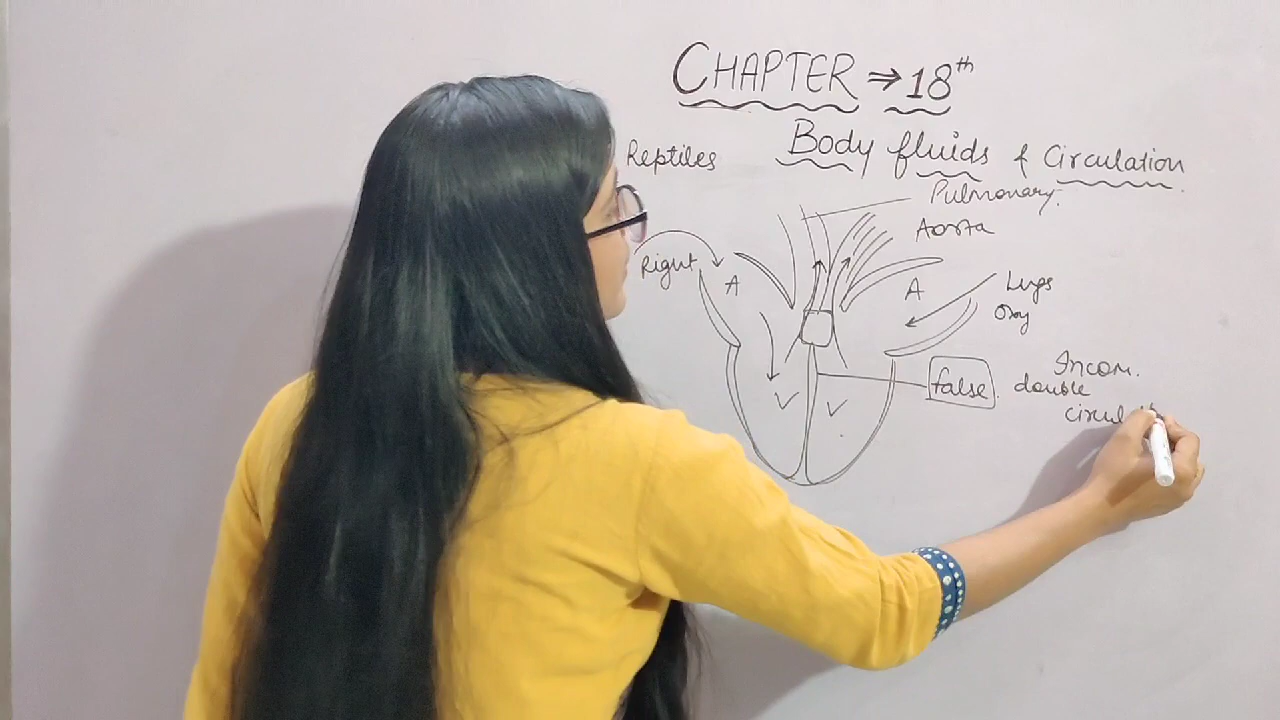 CHAPTER ⇒ 18th
Body fluids & Circulation
Reptiles
Pulmonary.
Aorta
Right
A
A
Lungs
Oxy
false
Incom.
double
V
V